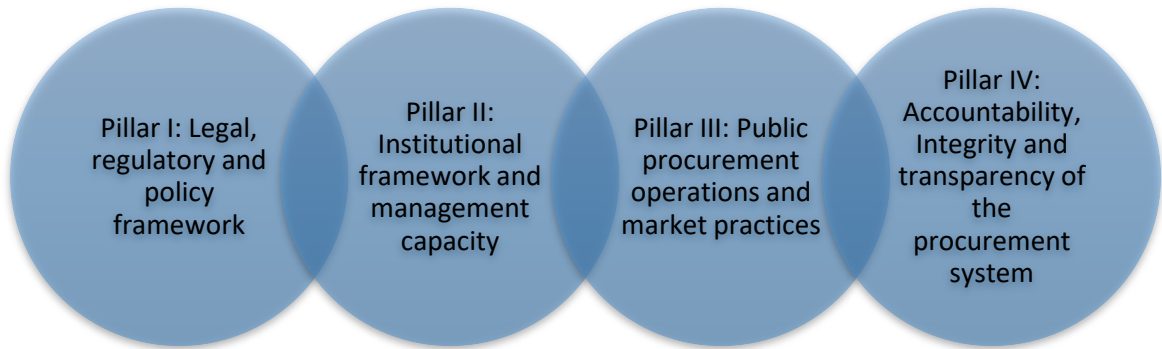 Pillar I: Legal,
regulatory and
policy
framework
Pillar II:
Institutional
framework and
management
capacity
Pillar III: Public
procurement
operations and
market practices
Pillar IV:
Accountability,
Integrity and
transparency of
the
procurement
system